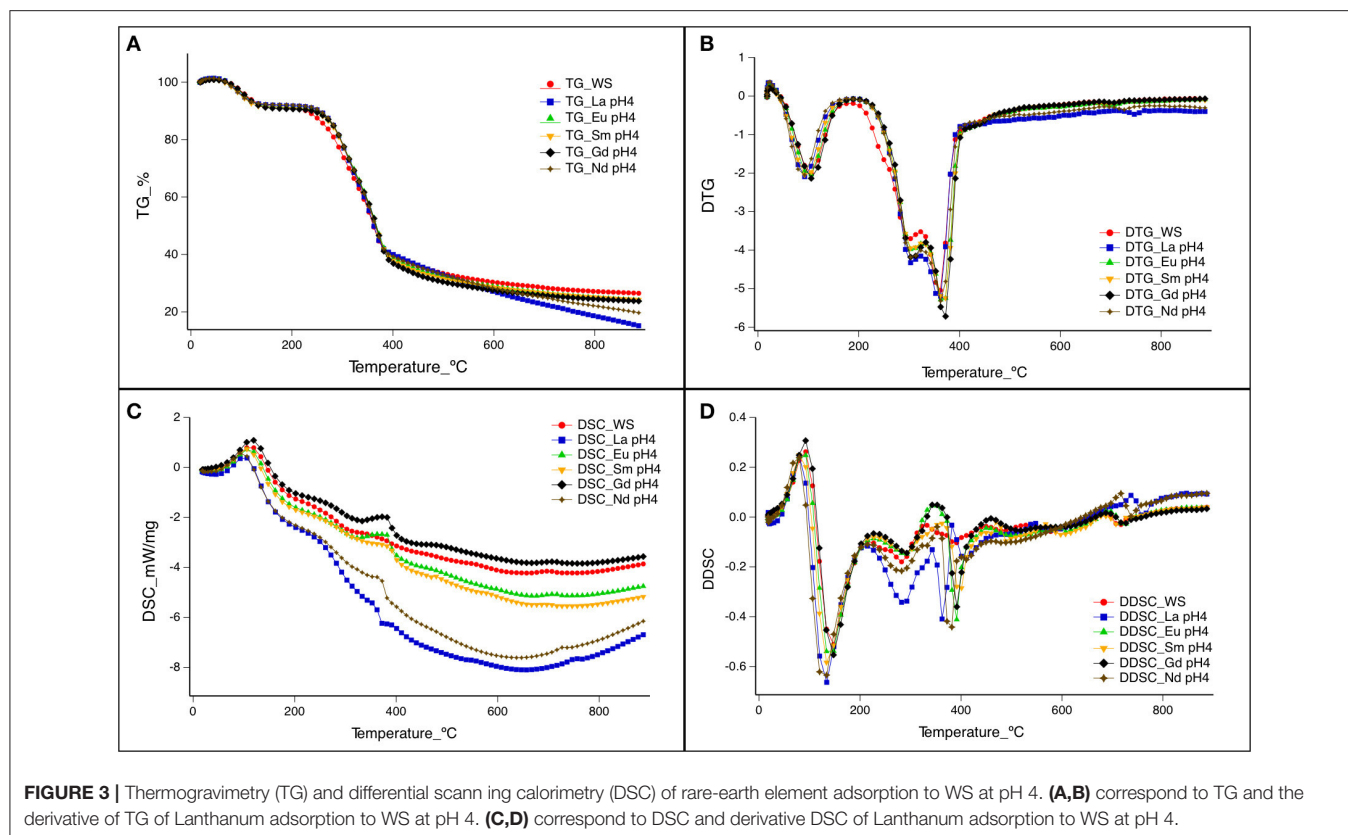 A
TG_%
100
80
60
40
20
0
200
400
600
800
Temperature_ºC
TG_WS
TG_La pH4
TG_Eu pH4
TG_Sm pH4
TG_Gd pH4
TG_Nd pH4
B
DTG
1
0
-1
-2
-3
-4
-5
-6
0
200
400
600
800
Temperature_ºC
DTG_WS
DTG_La pH4
DTG_Eu pH4
DTG_Sm pH4
DTG_Gd pH4
DTG_Nd pH4
C
DSC_mW/mg
2
0
-2
-4
-6
-8
0
200
400
600
800
Temperature_ºC
DSC_WS
DSC_La pH4
DSC_Eu pH4
DSC_Sm pH4
DSC_Gd pH4
DSC_Nd pH4
D
DDSC
0.4
0.2
0.0
-0.2
-0.4
-0.6
0
200
400
600
800
Temperature_ºC
DDSC_WS
DDSC_La pH4
DDSC_Eu pH4
DDSC_Sm pH4
DDSC_Gd pH4
DDSC_Nd pH4
FIGURE 3 | Thermogravimetry (TG) and differential scann ing calorimetry (DSC) of rare-earth element adsorption to WS at pH 4. (A,B) correspond to TG and the
derivative of TG of Lanthanum adsorption to WS at pH 4. (C,D) correspond to DSC and derivative DSC of Lanthanum adsorption to WS at pH 4.